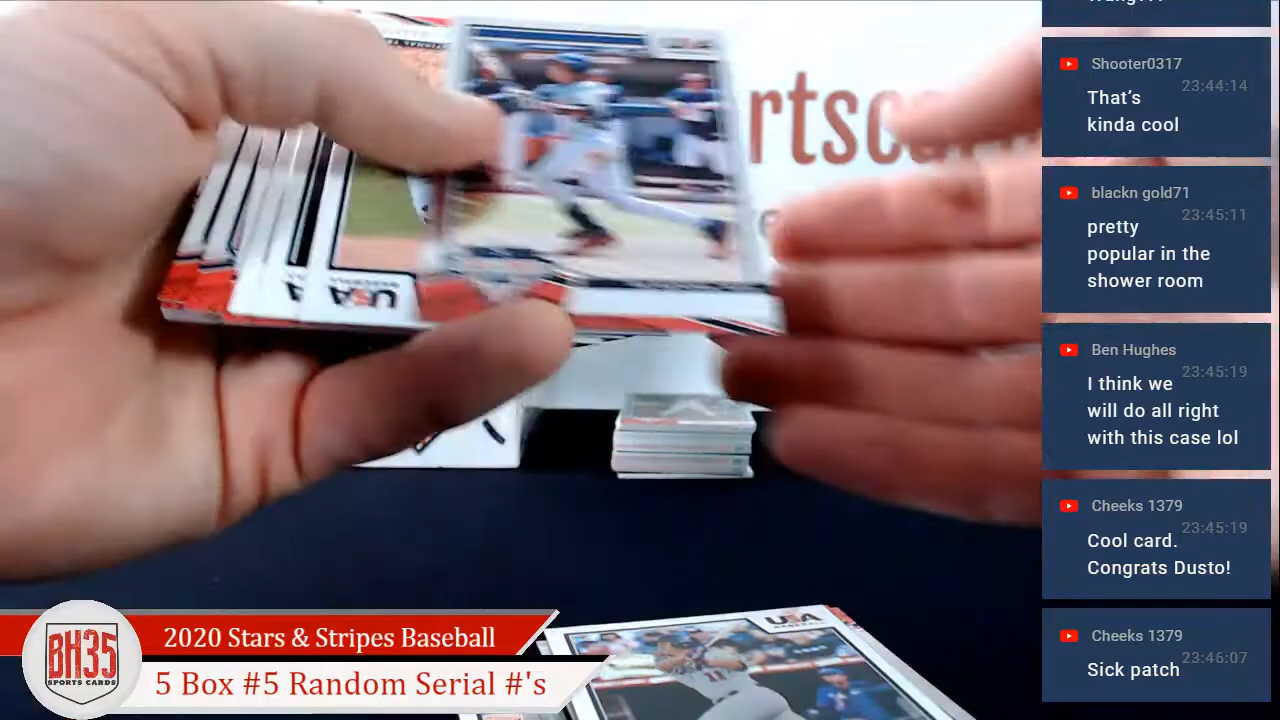 rtsc
USA
BASEBALL
USA
BASEBALL
Shooter0317
23:44:14
That's
kinda cool
blackn gold71
23:45:11
pretty
popular in the
shower room
Ben Hughes
23:45:19
I think we
will do all right
with this case lol
Cheeks 1379
23:45:19
Cool card.
Congrats Dusto!
Cheeks 1379
23:46:07
Sick patch
BH35
SPORTS CARDS
2020 Stars & Stripes Baseball
5 Box #5 Random Serial #'s